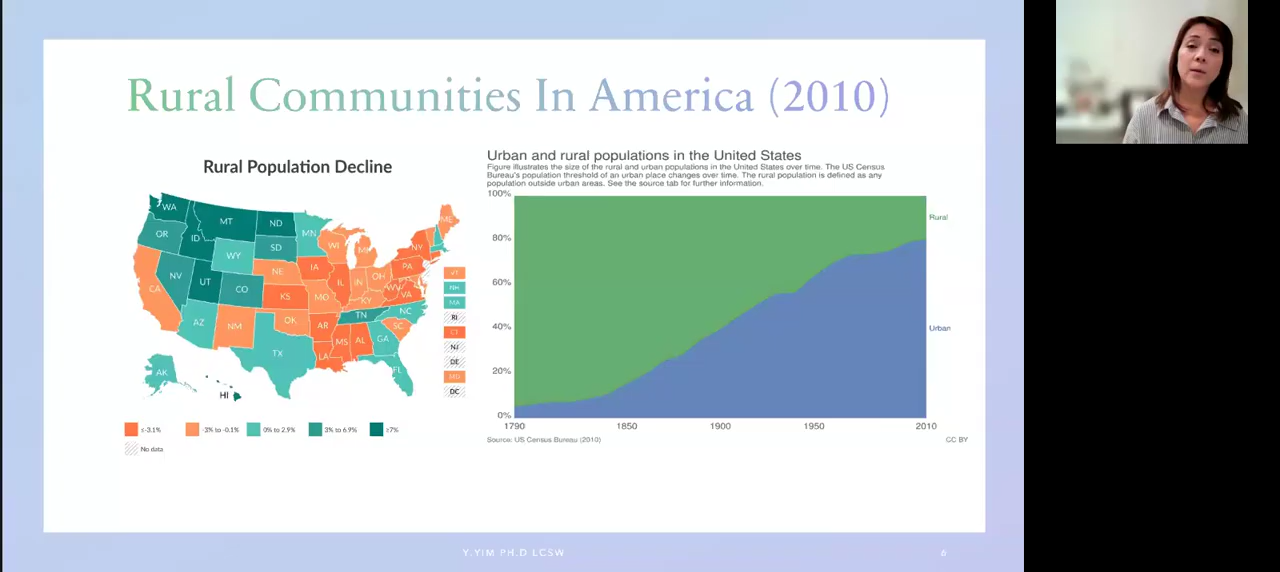 Rural Communities In America (2010)
Rural Population Decline
WA
MT
ND
MN
OR
ID
SD
WY
WI
MI
NY
ME
NV
UT
CO
NE
IA
IL
IN
OH
PA
CA
KS
MO
KY
WV
VA
AZ
NM
OK
AR
TN
NC
SC
TX
LA
MS
AL
GA
FL
AK
HI
VT
NH
MA
RI
CT
NJ
DE
MD
DC
≤-3.1%
-3% to -0.1%
0% to 2.9%
3% to 6.9%
≥7%
No data
Urban and rural populations in the United States
Figure illustrates the size of the rural and urban populations in the United States over time. The US Census
Bureau's population threshold of an urban place changes over time. The rural population is defined as any
population outside urban areas. See the source tab for further information.
100%
80%
60%
40%
20%
0%
1790
1850
1900
1950
2010
Rural
Urban
Source: US Census Bureau (2010)
CC BY
Y.YIM PH.D LCSW
6